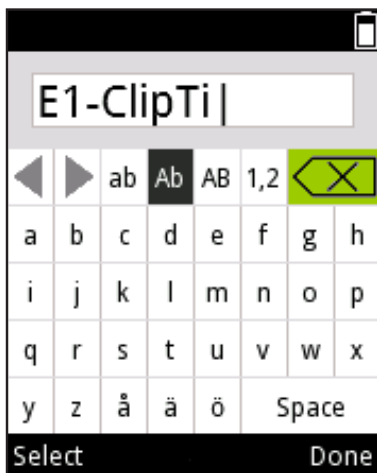 E1-ClipTi|
ab Ab AB 1,2
a b c d e f g h
i j k l m n o p
q r s t u v w x
y z å ä ö Space
Select Done